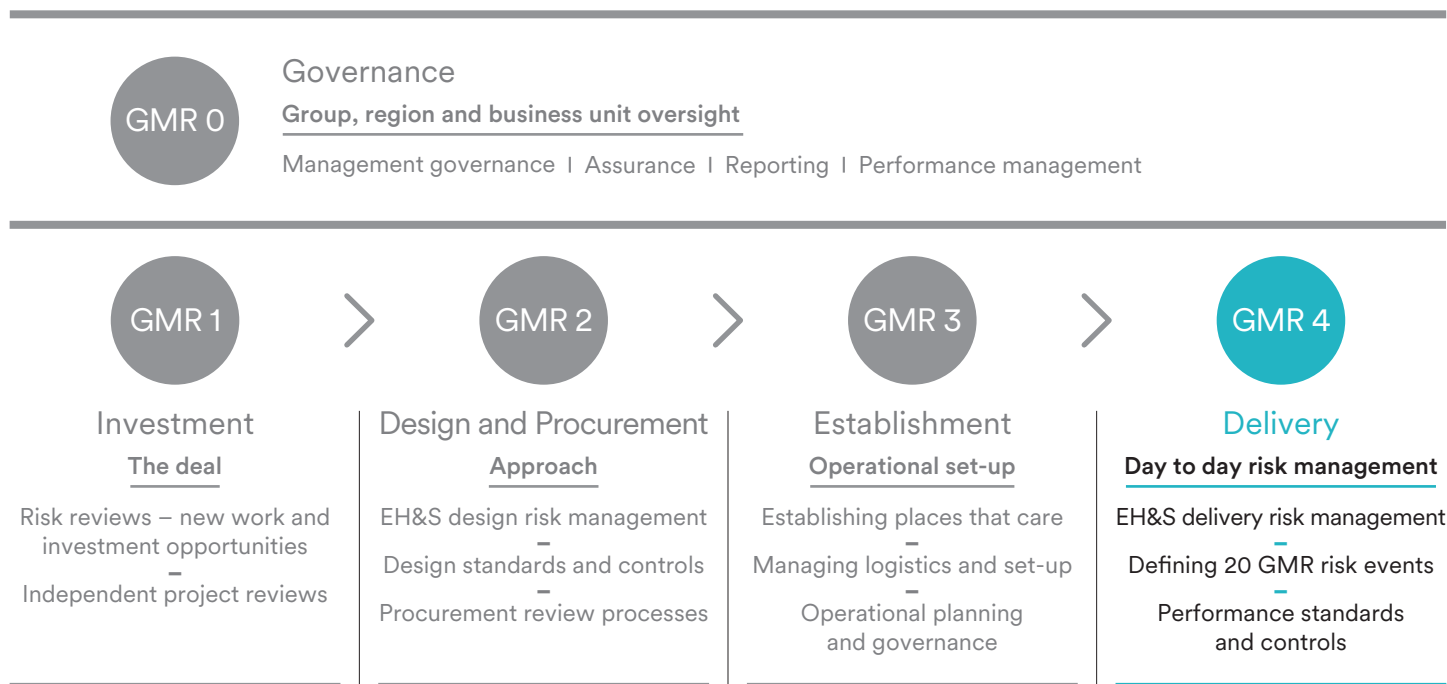 GMR 0
Governance
Group, region and business unit oversight
Management governance I Assurance I Reporting I Performance management
GMR 1
Investment
The deal
Risk reviews – new work and
investment opportunities
–
Independent project reviews
GMR 2
Design and Procurement
Approach
EH&S design risk management
–
Design standards and controls
–
Procurement review processes
GMR 3
Establishment
Operational set-up
Establishing places that care
–
Managing logistics and set-up
–
Operational planning
and governance
GMR 4
Delivery
Day to day risk management
EH&S delivery risk management
–
Defining 20 GMR risk events
–
Performance standards
and controls